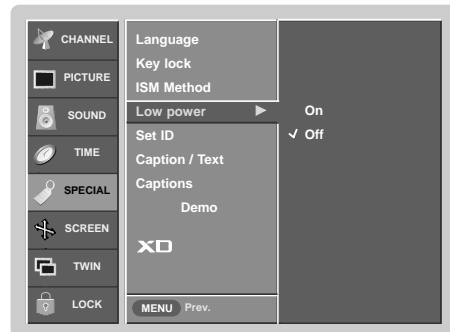 CHANNEL
PICTURE
SOUND
TIME
SPECIAL
SCREEN
TWIN
LOCK
Language
Key lock
ISM Method
Low power ▶
Set ID
Caption / Text
Captions
Demo
XD
MENU Prev.
On
✓ Off